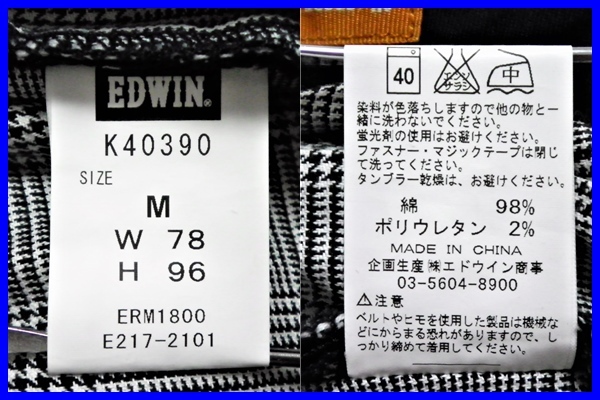 EDWIN®
K40390
SIZE
M
W 78
H 96
ERM1800
E217-2101
40
エンソ
サラシ
中
染料が色落ちしますので他の物と一
緒に洗わないでください。
蛍光剤の使用はお避けください。
ファスナー・マジックテープは閉じ
て洗ってください。
タンブラー乾燥は、お避けください。
綿 98%
ポリウレタン 2%
MADE IN CHINA
企画生産㈱エドウイン商事
03-5604-8900
⚠注意
ベルトやヒモを使用した製品は機械な
どにからまる恐れがありますので、し
っかり締めて着用してください。